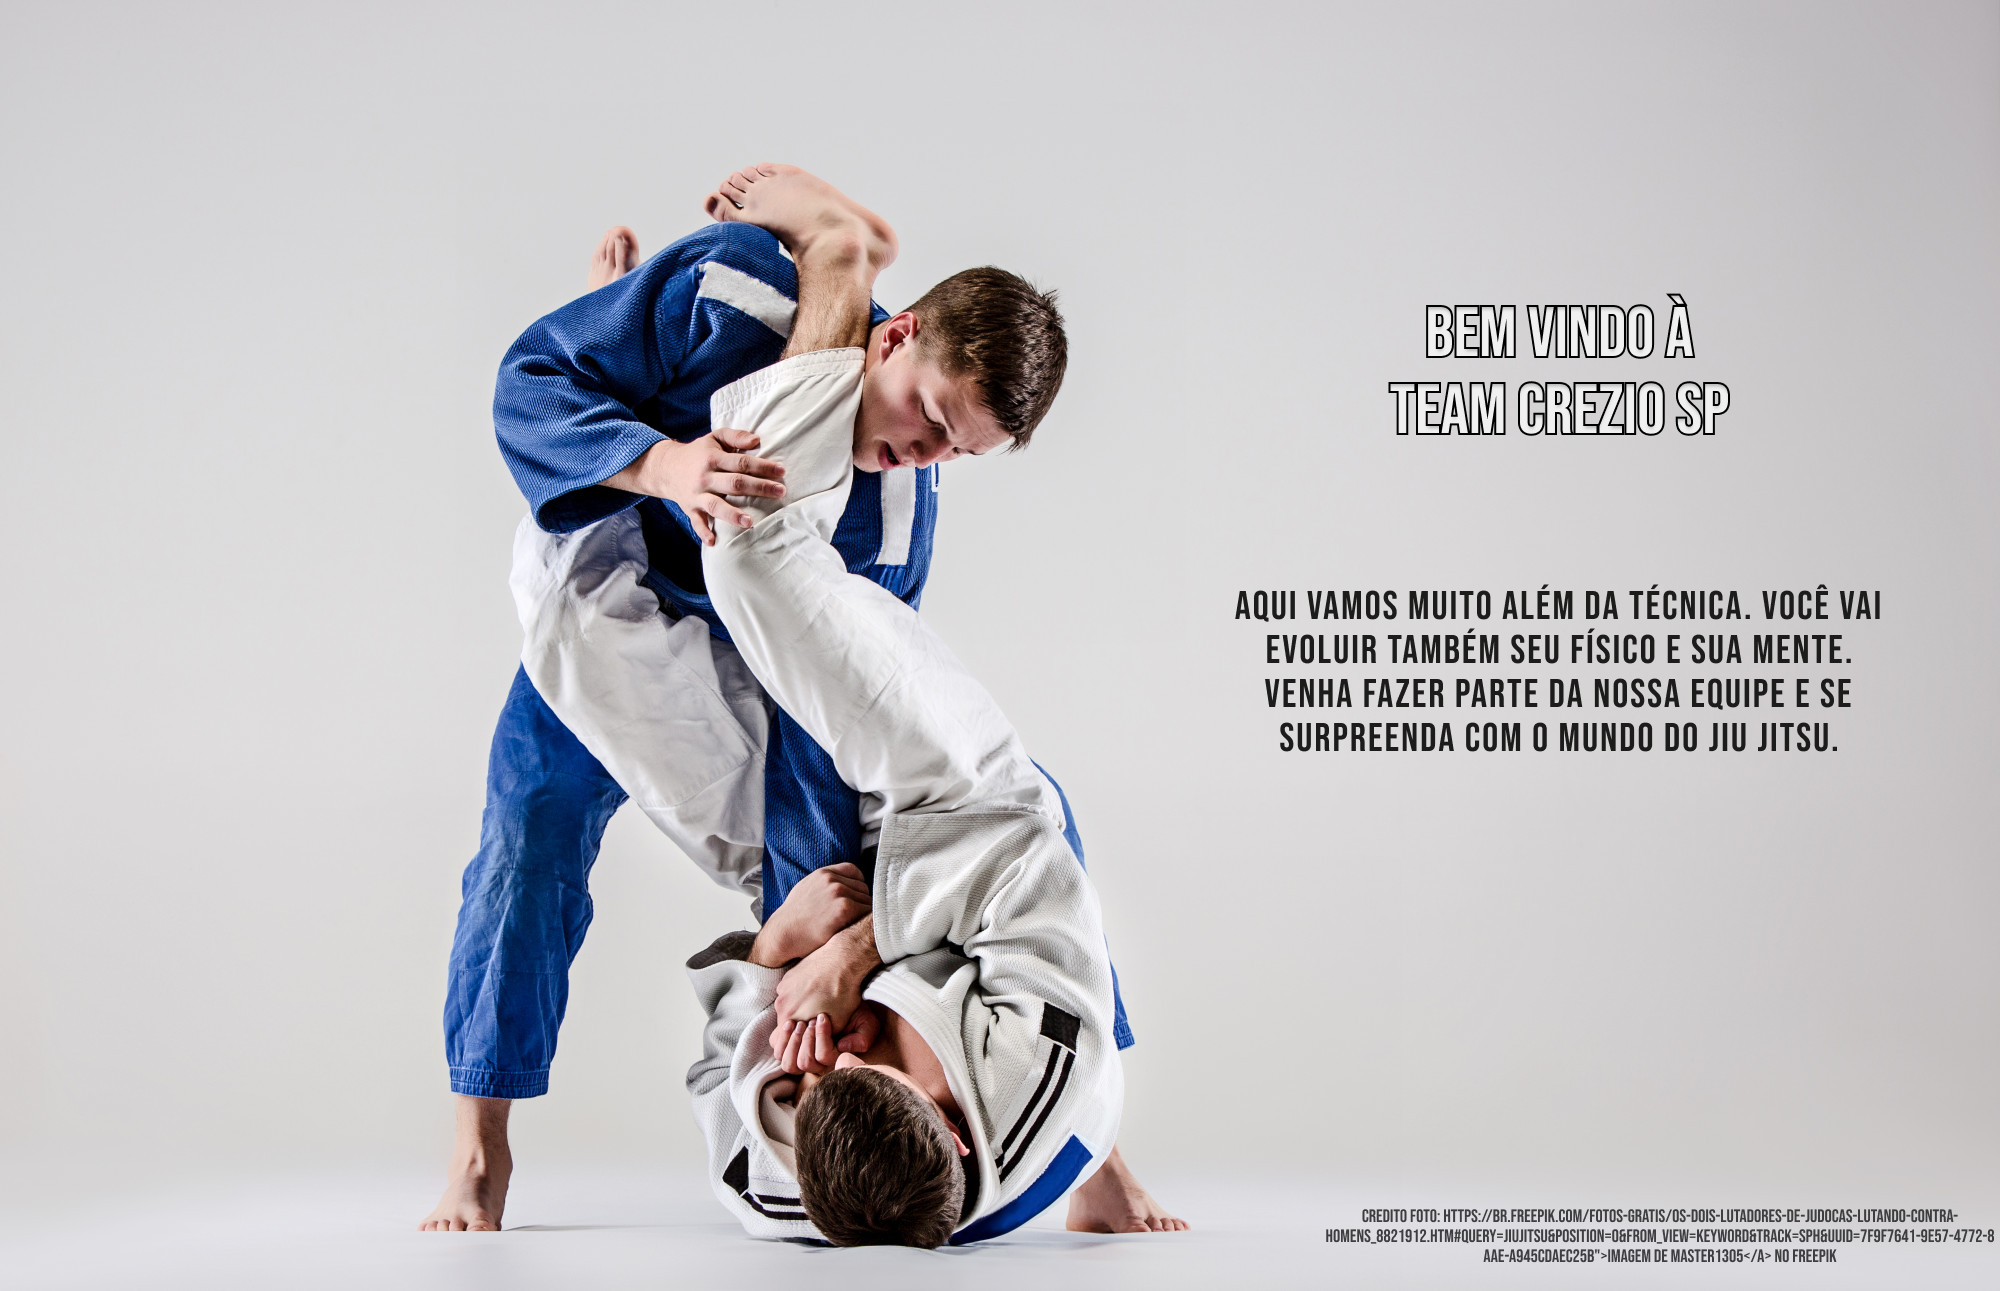 BEM VINDO À
TEAM CREZIO SP
AQUI VAMOS MUITO ALÉM DA TÉCNICA. VOCÊ VAI
EVOLUIR TAMBÉM SEU FÍSICO E SUA MENTE.
VENHA FAZER PARTE DA NOSSA EQUIPE E SE
SURPREENDA COM O MUNDO DO JIU JITSU.
CREDITO FOTO: HTTPS://BR.FREEPIK.COM/FOTOS-GRATIS/OS-DOIS-LUTADORES-DE-JUDOCAS-LUTANDO-CONTRA-
HOMENS_8821912.HTM#QUERY=JIUJITSU&POSITION=0&FROM_VIEW=KEYWORD&TRACK=SPH&UUID=7F9F7641-9E57-4772-8
AAE-A945CDAEC25B">IMAGEM DE MASTER1305</A> NO FREEPIK